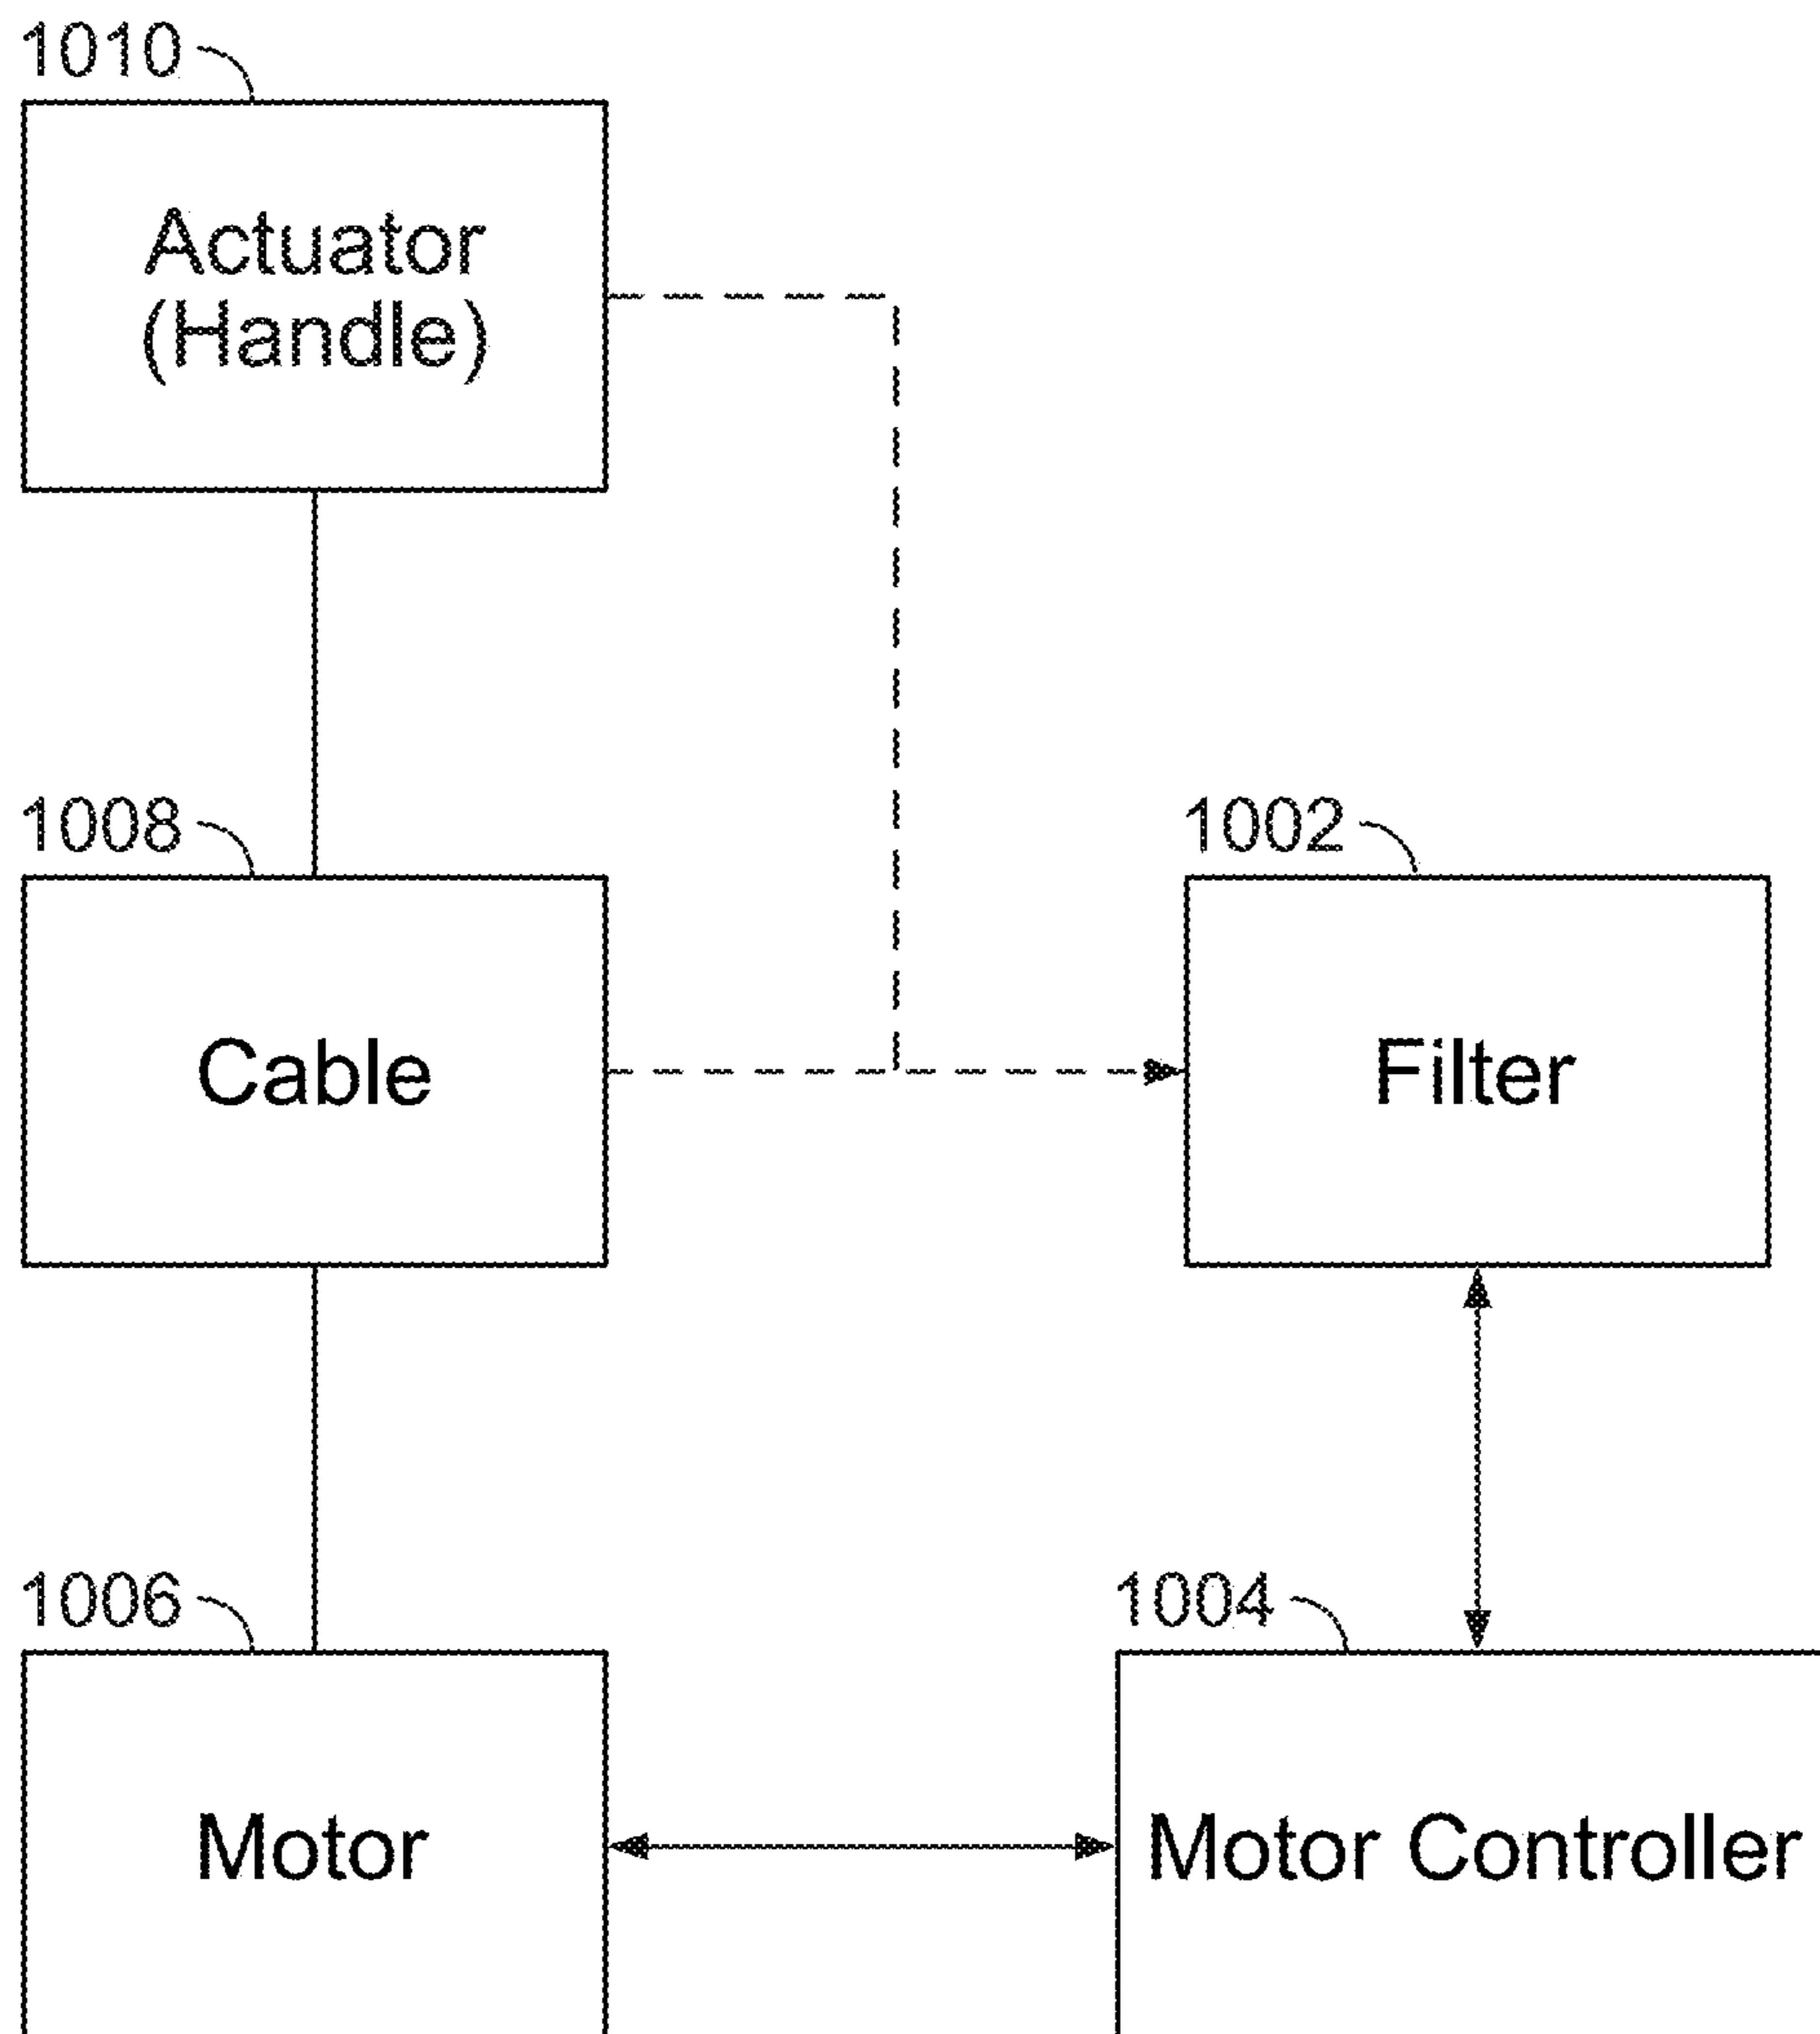 1010
Actuator
(Handle)
1008
Cable
1002
Filter
1006
Motor
1004
Motor Controller